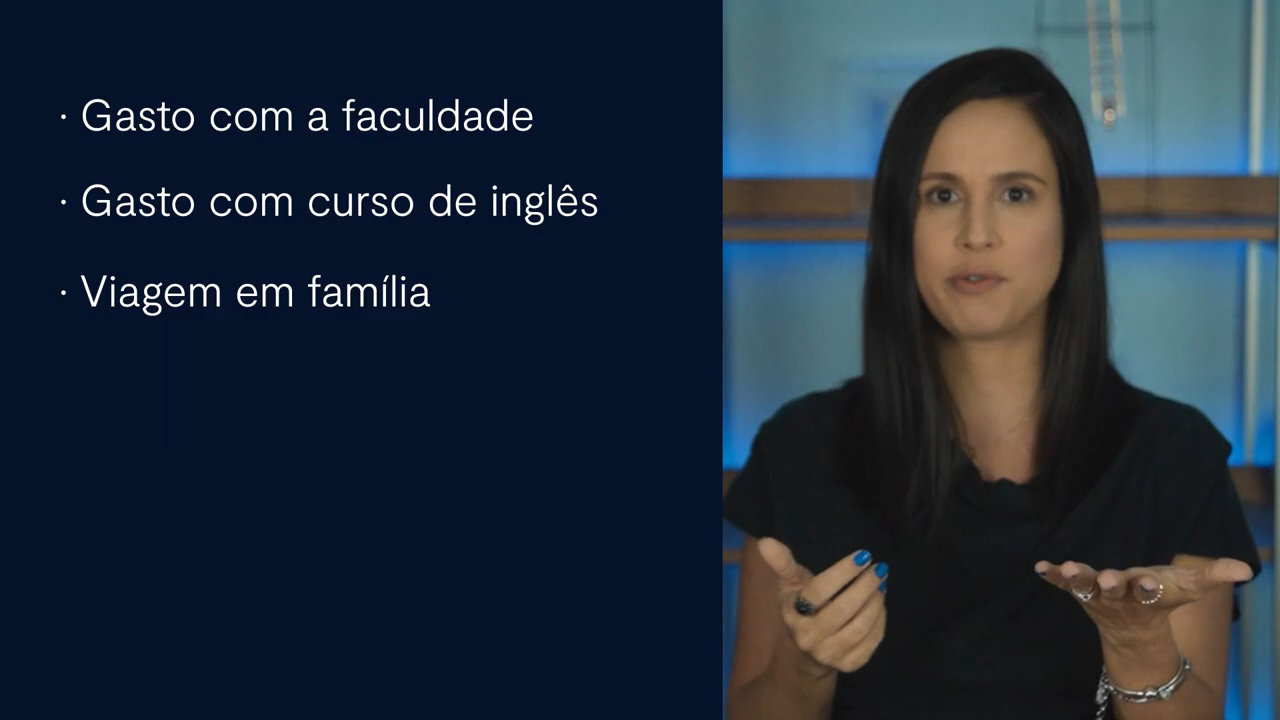 · Gasto com a faculdade
· Gasto com curso de inglês
· Viagem em família